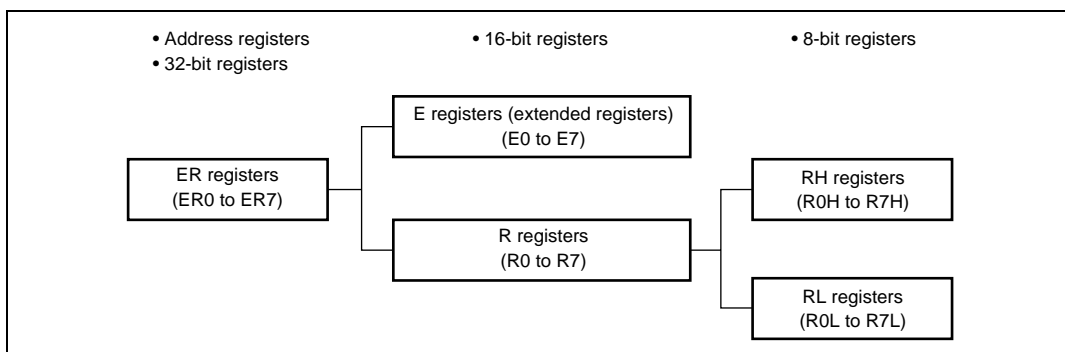 • Address registers
• 32-bit registers
• 16-bit registers
• 8-bit registers
E registers (extended registers)
(E0 to E7)
ER registers
(ER0 to ER7)
RH registers
(R0H to R7H)
R registers
(R0 to R7)
RL registers
(R0L to R7L)